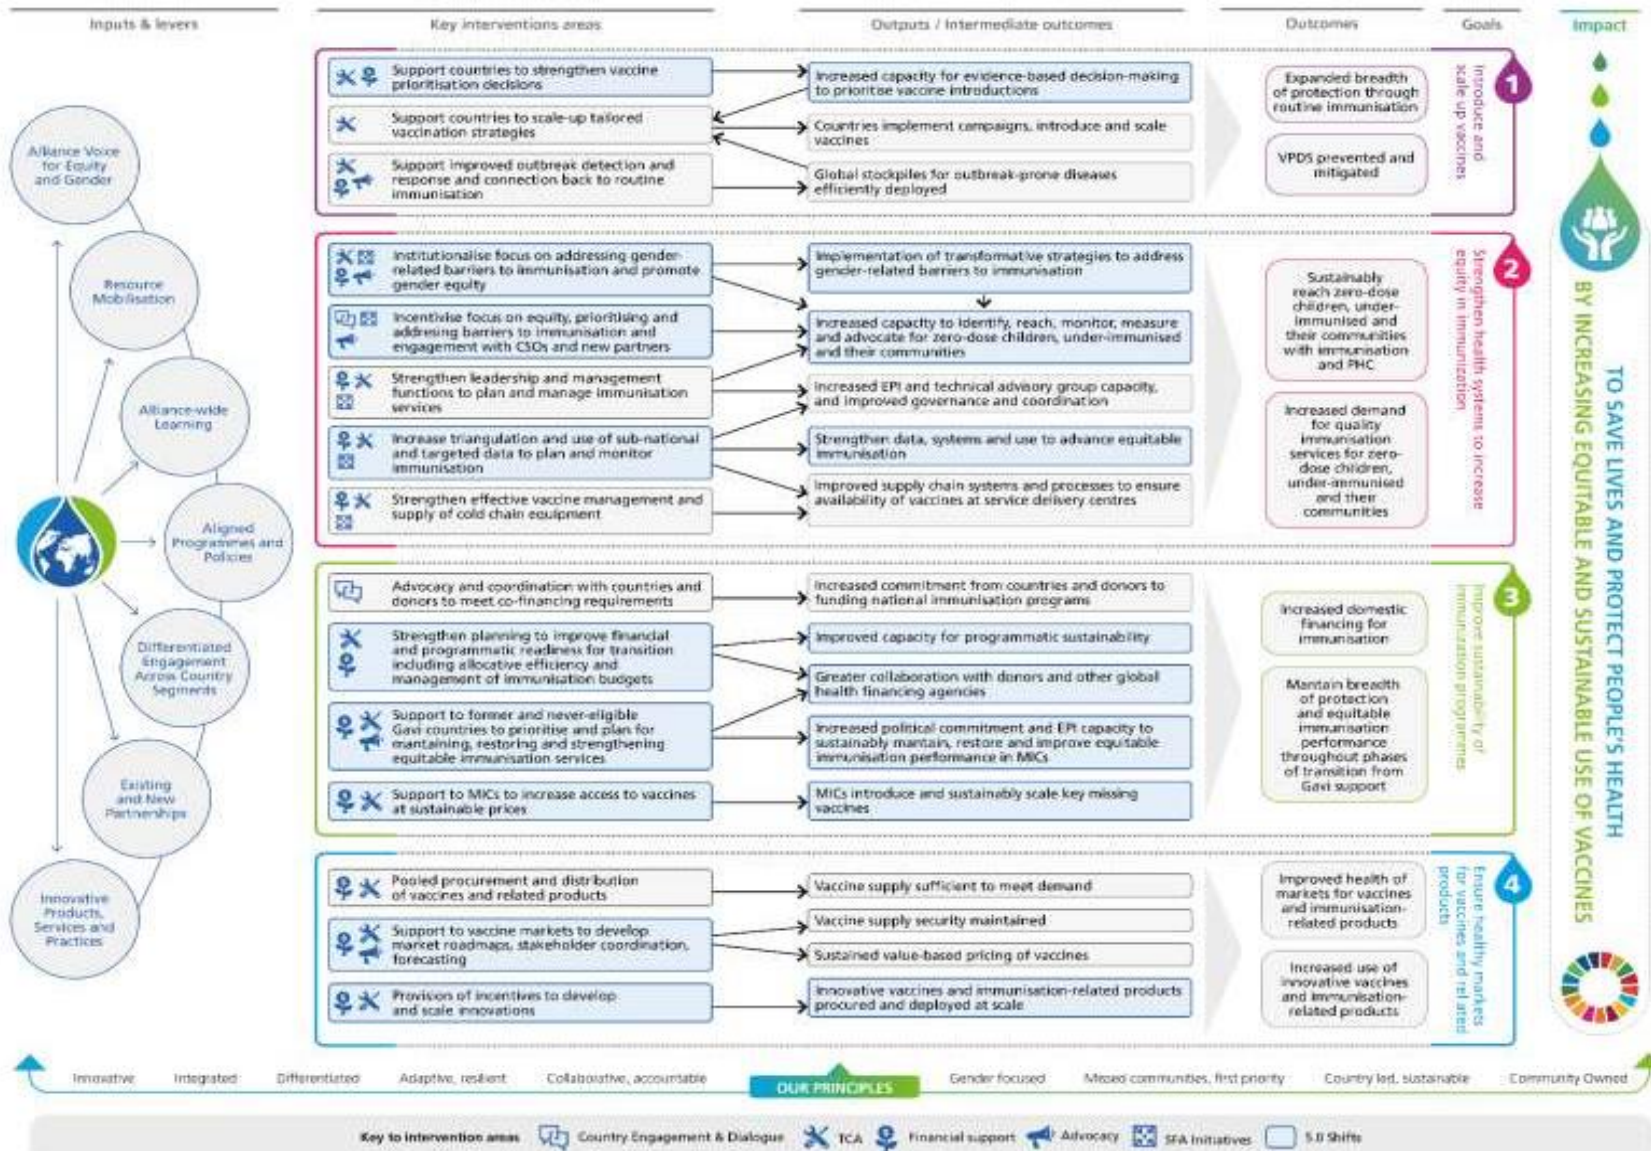 Inputs & levers
Key interventions areas
Outputs / Intermediate outcomes
Outcomes
Goals
Impact
Alliance Voice
for Equity
and Gender
Resource
Mobilisation
Alliance-wide
Learning
Aligned
Programmes and
Policies
Differentiated
Engagement
Across Country
Segments
Existing
and New
Partnerships
Innovative
Products,
Services and
Practices
Support countries to strengthen vaccine
prioritisation decisions
Support countries to scale-up tailored
vaccination strategies
Support improved outbreak detection and
response and connection back to routine
immunisation
Increased capacity for evidence-based decision-making
to prioritise vaccine introductions
Countries implement campaigns, introduce and scale
vaccines
Global stockpiles for outbreak-prone diseases
efficiently deployed
Expanded breadth
of protection through
routine immunisation
VPDS prevented and
mitigated
Introduce and
scale up vaccines
1
Institutionalise focus on addressing gender-
related barriers to immunisation and promote
gender equity
Incentivise focus on equity, prioritising and
addresing barriers to immunisation and
engagement with CSOs and new partners
Strengthen leadership and management
functions to plan and manage immunisation
services
Increase triangulation and use of sub-national
and targeted data to plan and monitor
immunisation
Strengthen effective vaccine management and
supply of cold chain equipment
Implementation of transformative strategies to address
gender-related barriers to immunisation
Increased capacity to identify, reach, monitor, measure
and advocate for zero-dose children, under-immunised
and their communities
Increased EPI and technical advisory group capacity,
and improved governance and coordination
Strengthen data, systems and use to advance equitable
immunisation
Improved supply chain systems and processes to ensure
availability of vaccines at service delivery centres
Sustainably
reach zero-dose
children, under-
immunised and
their communities
with immunisation
and PHC
Increased demand
for quality
immunisation
services for zero-
dose children,
under-immunised
and their
communities
Strengthen health systems to increase
equity in immunization
2
Advocacy and coordination with countries and
donors to meet co-financing requirements
Strengthen planning to improve financial
and programmatic readiness for transition
including allocative efficiency and
management of immunisation budgets
Support to former and never-eligible
Gavi countries to prioritise and plan for
mantaining, restoring and strengthening
equitable immunisation services
Support to MICs to increase access to vaccines
at sustainable prices
Increased commitment from countries and donors to
funding national immunisation programs
Improved capacity for programmatic sustainability
Greater collaboration with donors and other global
health financing agencies
Increased political commitment and EPI capacity to
sustainably mantain, restore and improve equitable
immunisation performance in MICs
MICs introduce and sustainably scale key missing
vaccines
Increased domestic
financing for
immunisation
Mantain breadth
of protection
and equitable
immunisation
performance
throughout phases
of transition from
Gavi support
Improve sustainability of
immunization programmes
3
Pooled procurement and distribution
of vaccines and related products
Support to vaccine markets to develop
market roadmaps, stakeholder coordination,
forecasting
Provision of incentives to develop
and scale innovations
Vaccine supply sufficient to meet demand
Vaccine supply security maintained
Sustained value-based pricing of vaccines
Innovative vaccines and immunisation-related products
procured and deployed at scale
Improved health of
markets for vaccines
and immunisation-
related products
Increased use of
innovative vaccines
and immunisation-
related products
Ensure healthy markets
for vaccines and related
products
4
TO SAVE LIVES AND PROTECT PEOPLE'S HEALTH
BY INCREASING EQUITABLE AND SUSTAINABLE USE OF VACCINES
Innovative
Integrated
Differentiated
Adaptive, resilient
Collaborative, accountable
OUR PRINCIPLES
Gender focused
Missed communities, first priority
Country led, sustainable
Community Owned
Key to intervention areas
Country Engagement & Dialogue
TCA
Financial support
Advocacy
SFA Initiatives
5.0 Shifts